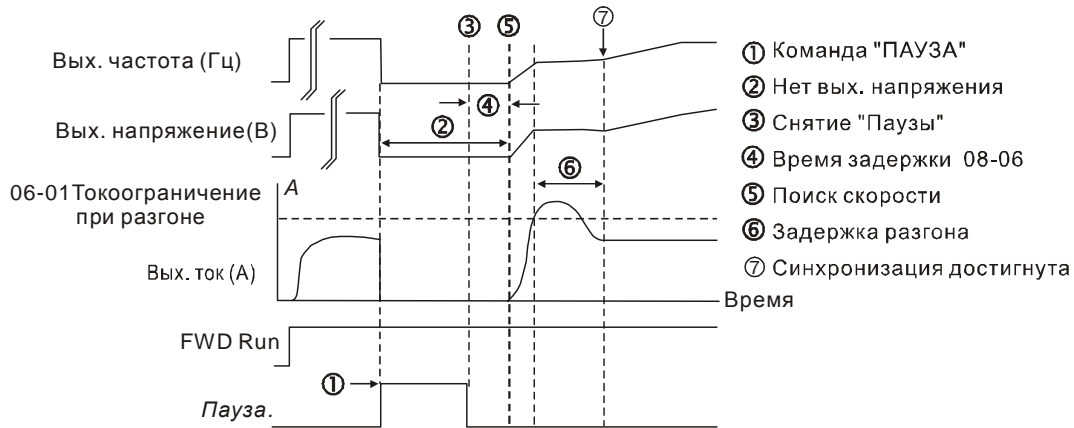 ③ ⑤ ⑦
Вых. частота (Гц)
④
Вых. напряжение(В)
②
06-01Токоограничение
при разгоне
А
⑥
Вых. ток (А)
Время
FWD Run
①
Пауза.
① Команда "ПАУЗА"
② Нет вых. напряжения
③ Снятие "Паузы"
④ Время задержки 08-06
⑤ Поиск скорости
⑥ Задержка разгона
⑦ Синхронизация достигнута